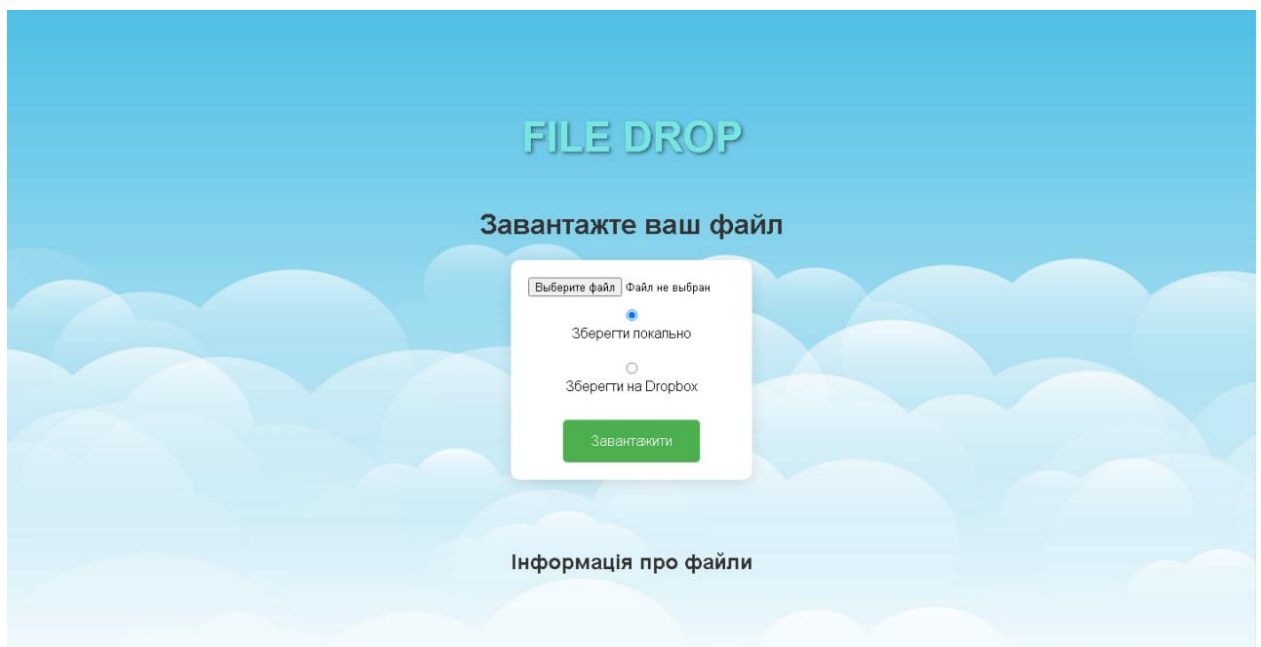 FILE DROP
Завантажте ваш файл
Выберите файл Файл не выбран
Зберегти локально
Зберегти на Dropbox
Завантажити
Інформація про файли